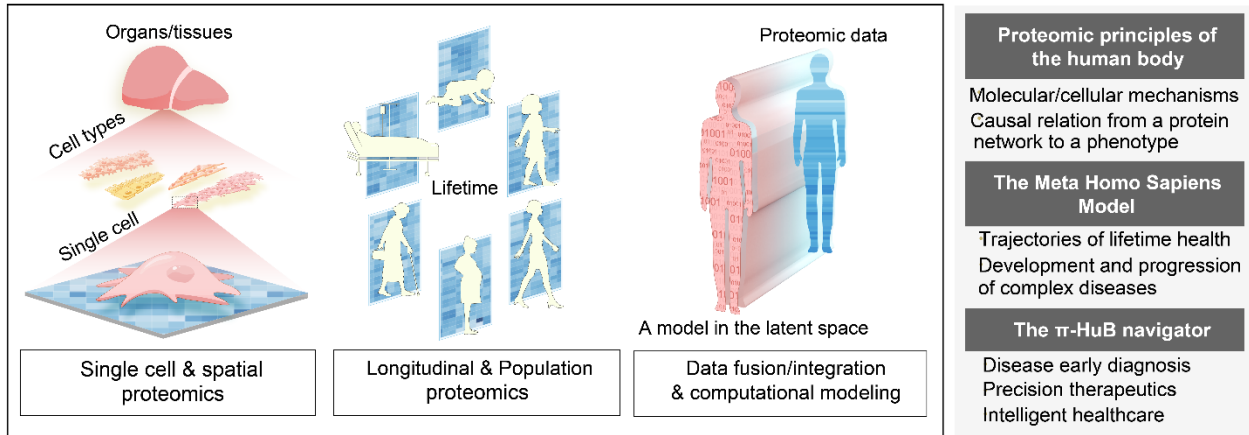 Organs/tissues
Cell types
Single cell
Single cell & spatial
proteomics
Lifetime
Longitudinal & Population
proteomics
Proteomic data
A model in the latent space
Data fusion/integration
& computational modeling
Proteomic principles of
the human body
Molecular/cellular mechanisms
Causal relation from a protein
network to a phenotype
The Meta Homo Sapiens
Model
Trajectories of lifetime health
Development and progression
of complex diseases
The π-HuB navigator
Disease early diagnosis
Precision therapeutics
Intelligent healthcare